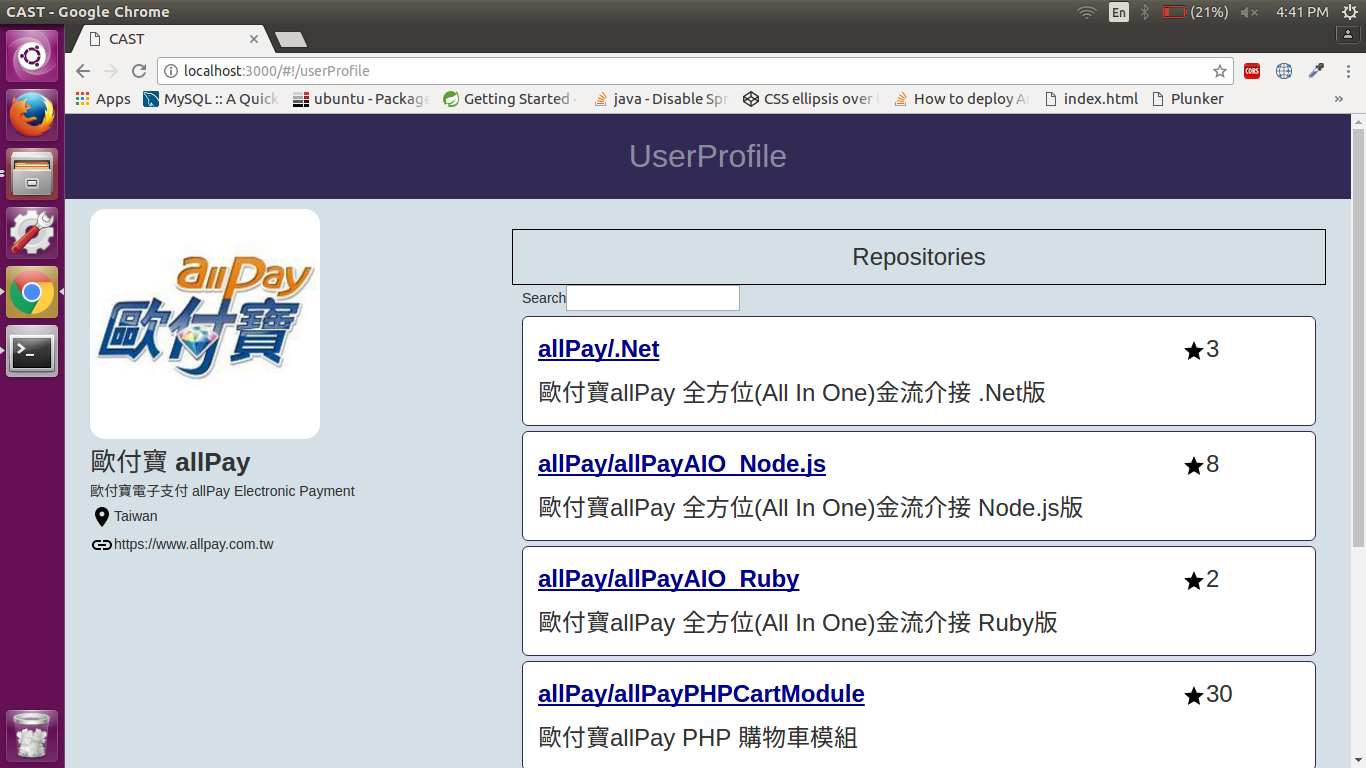 CAST - Google Chrome
En
(21%)
4:41 PM
CAST
localhost:3000/#!/userProfile
CORS
Apps
MySQL :: A Quick
ubuntu - Package
Getting Started -
java - Disable Spr
CSS ellipsis over
How to deploy A
index.html
Plunker
»
UserProfile
allPay
歐付寶
歐付寶 allPay
歐付寶電子支付 allPay Electronic Payment
Taiwan
https://www.allpay.com.tw
Repositories
Search
allPay/.Net
3
歐付寶allPay 全方位(All In One)金流介接 .Net版
allPay/allPayAIO_Node.js
8
歐付寶allPay 全方位(All In One)金流介接 Node.js版
allPay/allPayAIO_Ruby
2
歐付寶allPay 全方位(All In One)金流介接 Ruby版
allPay/allPayPHPCartModule
30
歐付寶allPay PHP 購物車模組